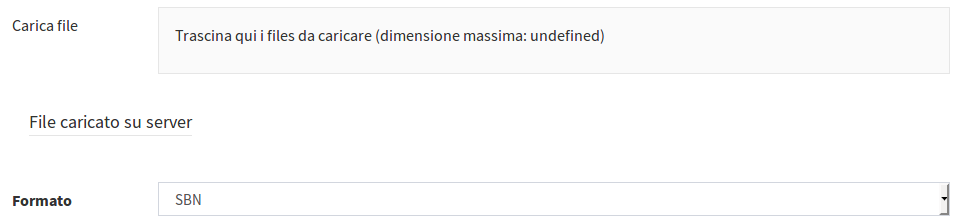 Carica file
Trascina qui i files da caricare (dimensione massima: undefined)
File caricato su server
Formato
SBN